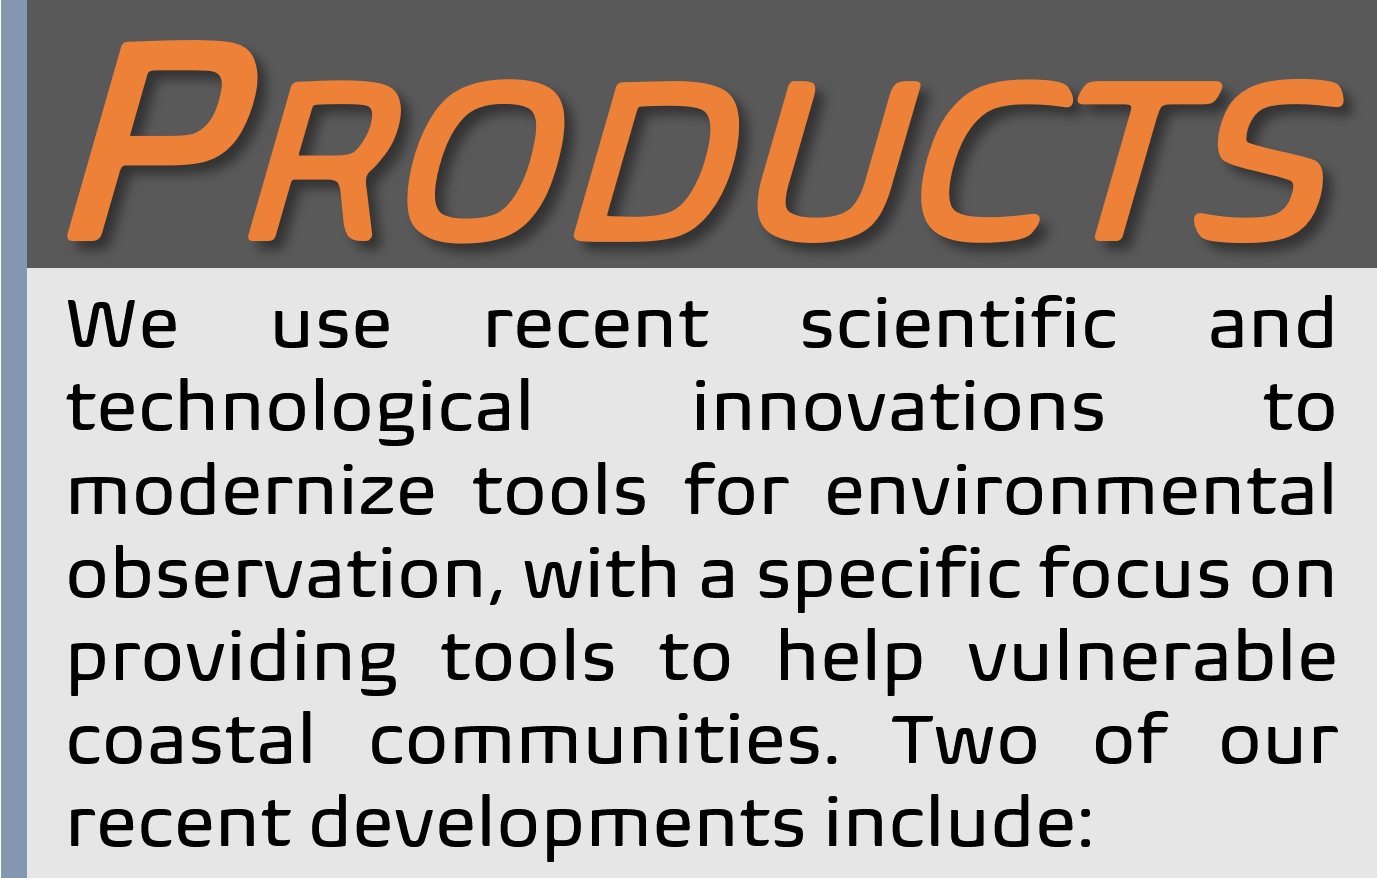 Products
We use recent scientific and
technological innovations to
modernize tools for environmental
observation, with a specific focus on
providing tools to help vulnerable
coastal communities. Two of our
recent developments include: